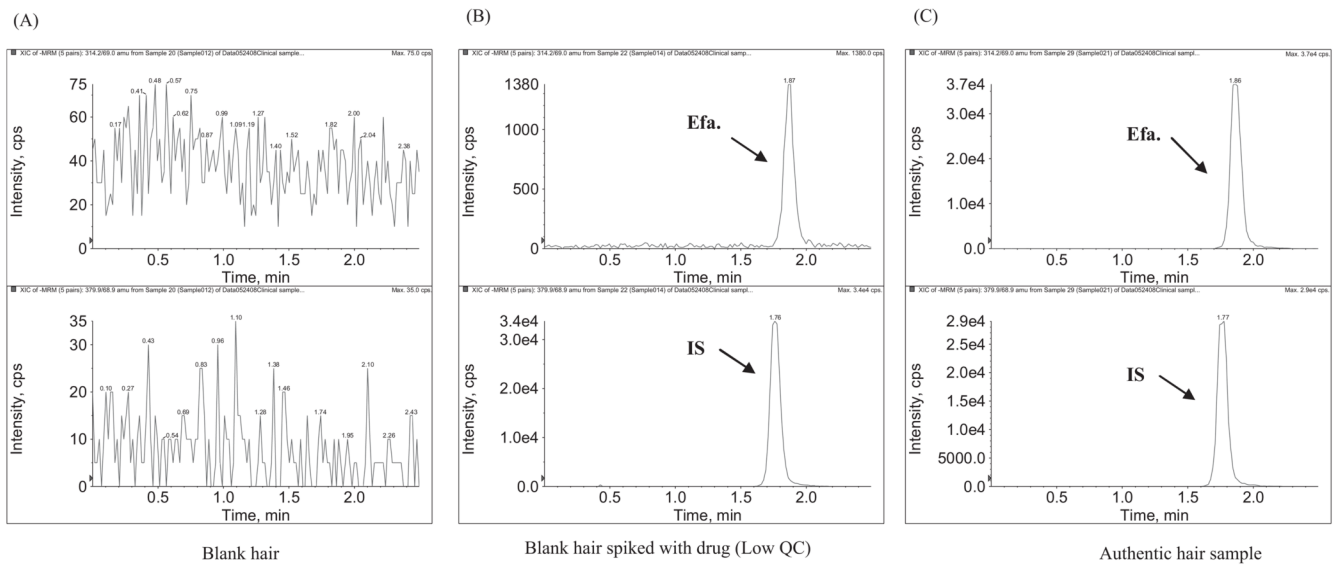 (A)
XIC of -MRM (5 pairs): 314.2/69.0 amu from Sample 20 (Sample012) of Data052408Clinical sample... Max. 75.0 cps.
75
60
40
20
0
Intensity, cps
0.17
0.41
0.48
0.57
0.62
0.75
0.87
0.99
1.09
1.19
1.27
1.40
1.52
1.82
2.00
2.04
2.38
0.5 1.0 1.5 2.0
Time, min
XIC of -MRM (5 pairs): 379.9/68.9 amu from Sample 20 (Sample012) of Data052408Clinical sample... Max. 35.0 cps.
35
30
20
10
0
Intensity, cps
0.10
0.27
0.43
0.54
0.69
0.83
0.96
1.10
1.28
1.38
1.46
1.74
1.95
2.10
2.26
2.43
0.5 1.0 1.5 2.0
Time, min
Blank hair
(B)
XIC of -MRM (5 pairs): 314.2/69.0 amu from Sample 22 (Sample014) of Data052408Clinical samp... Max. 1380.0 cps.
1380
1000
500
0
Intensity, cps
1.87
Efa.
0.5 1.0 1.5 2.0
Time, min
XIC of -MRM (5 pairs): 379.9/68.9 amu from Sample 22 (Sample014) of Data052408Clinical sample... Max. 3.4e4 cps.
3.4e4
3.0e4
2.0e4
1.0e4
0.0
Intensity, cps
1.76
IS
0.5 1.0 1.5 2.0
Time, min
Blank hair spiked with drug (Low QC)
(C)
XIC of -MRM (5 pairs): 314.2/69.0 amu from Sample 29 (Sample021) of Data052408Clinical sample... Max. 3.7e4 cps.
3.7e4
3.0e4
2.0e4
1.0e4
0.0
Intensity, cps
1.86
Efa.
0.5 1.0 1.5 2.0
Time, min
XIC of -MRM (5 pairs): 379.9/68.9 amu from Sample 29 (Sample021) of Data052408Clinical sample... Max. 2.9e4 cps.
2.9e4
2.5e4
2.0e4
1.5e4
1.0e4
5000.0
0.0
Intensity, cps
1.77
IS
0.5 1.0 1.5 2.0
Time, min
Authentic hair sample